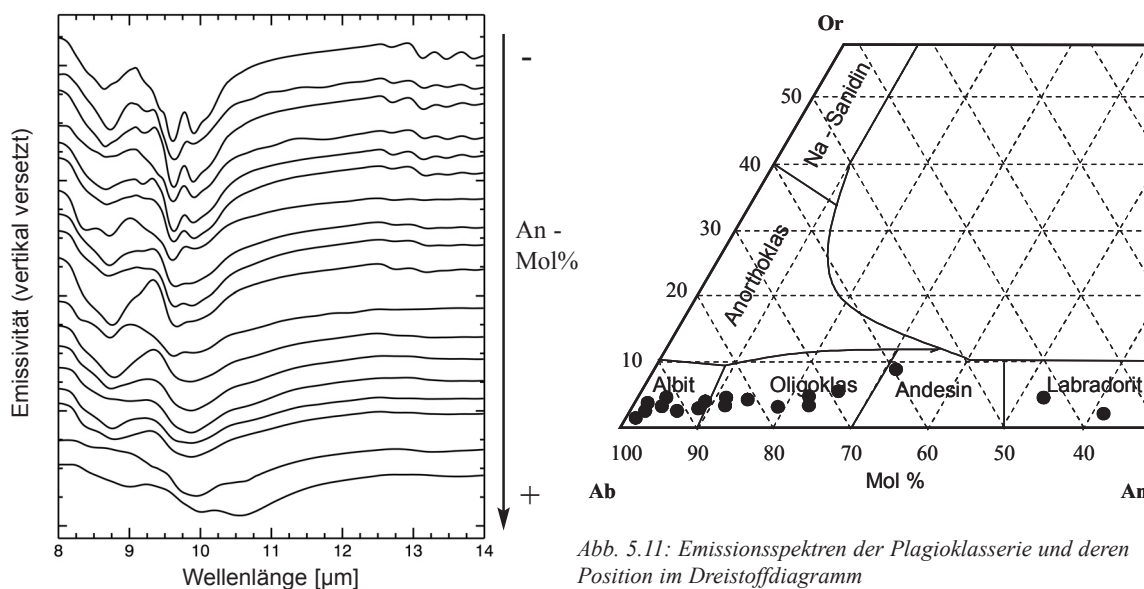 Emissivität (vertikal versetzt)
8
9
10
11
12
13
14
Wellenlänge [µm]
-
An -
Mol%
+
Or
50
40
30
20
10
Na - Sanidin
Anorthoklas
Albit
Oligoklas
Andesin
Labradorit
100
90
80
70
60
50
40
Mol %
Ab
An
Abb. 5.11: Emissionsspektren der Plagioklasserie und deren
Position im Dreistoffdiagramm